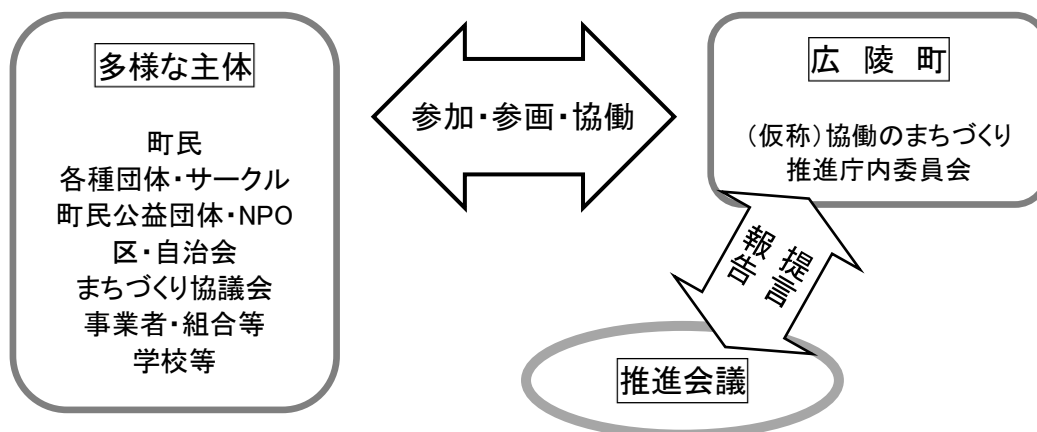 多様な主体
町民
各種団体・サークル
町民公益団体・NPO
区・自治会
まちづくり協議会
事業者・組合等
学校等
参加・参画・協働
広 陵 町
（仮称）協働のまちづくり
推進庁内委員会
提言
報告
推進会議